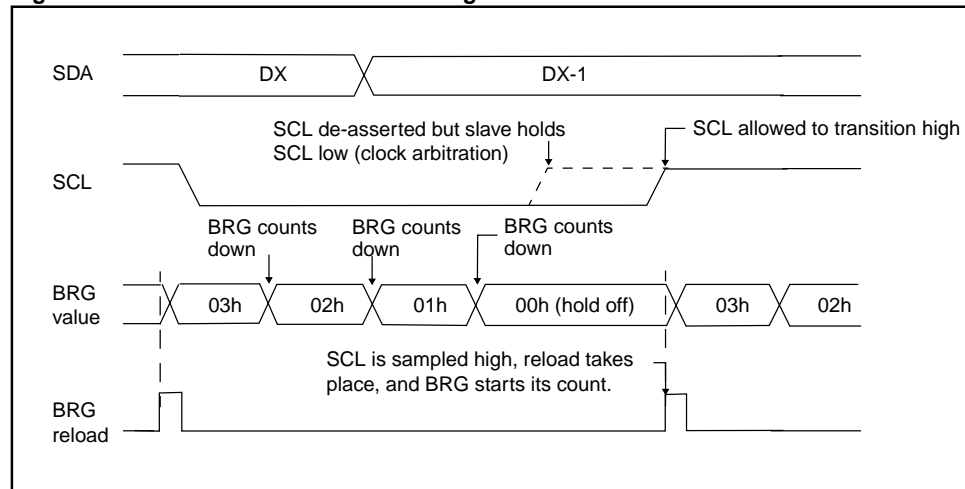 SDA
DX
DX-1
SCL de-asserted but slave holds
SCL low (clock arbitration)
SCL allowed to transition high
SCL
BRG counts
down
BRG counts
down
BRG counts
down
BRG
value
03h
02h
01h
00h (hold off)
03h
02h
SCL is sampled high, reload takes
place, and BRG starts its count.
BRG
reload